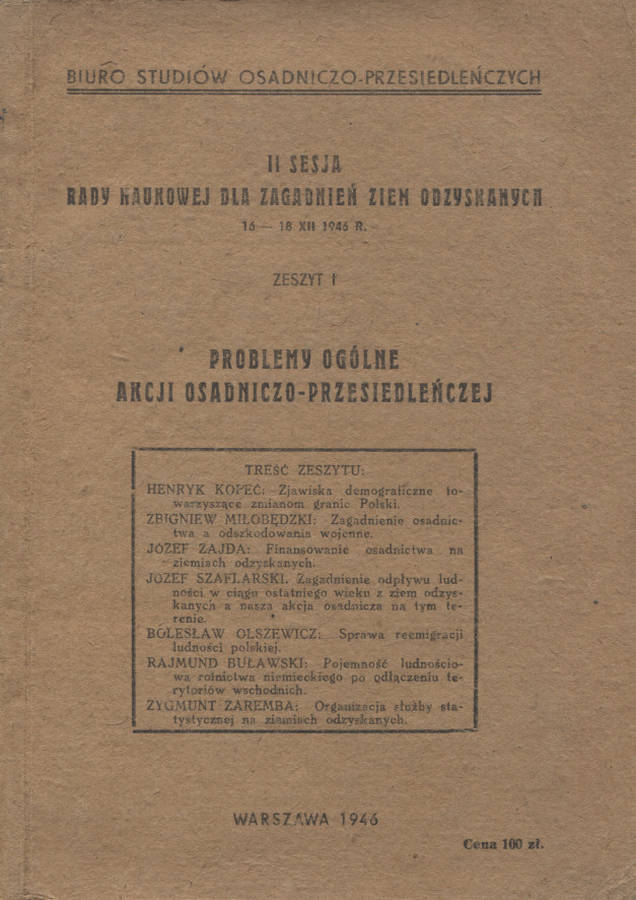 BIURO STUDIÓW OSADNICZO-PRZESIEDLEŃCZYCH
II SESJA
RADY NAUKOWEJ DLA ZAGADNIEŃ ZIEM ODZYSKANYCH
16 — 18 XII 1946 R.
ZESZYT I
PROBLEMY OGÓLNE
AKCJI OSADNICZO-PRZESIEDLEŃCZEJ
TREŚĆ ZESZYTU:
HENRYK KOPEĆ: Zjawiska demograficzne to-
warzyszące zmianom granic Polski.
ZBIGNIEW MIŁOBĘDZKI: Zagadnienie osadnic-
twa a odszkodowania wojenne.
JÓZEF ZAJDA: Finansowanie osadnictwa na
ziemiach odzyskanych.
JÓZEF SZAFLARSKI. Zagadnienie odpływu lud-
ności w ciągu ostatniego wieku z ziem odzys-
kanych a nasza akcja osadnicza na tym te-
renie.
BOLESŁAW OLSZEWICZ: Sprawa reemigracji
ludności polskiej.
RAJMUND BUŁAWSKI: Pojemność ludnościo-
wa rolnictwa niemieckiego po odłączeniu te-
rytoriów wschodnich.
ZYGMUNT ZAREMBA: Organizacja służby sta-
tystycznej na ziemiach odzyskanych.
WARSZAWA 1946
Cena 100 zł.